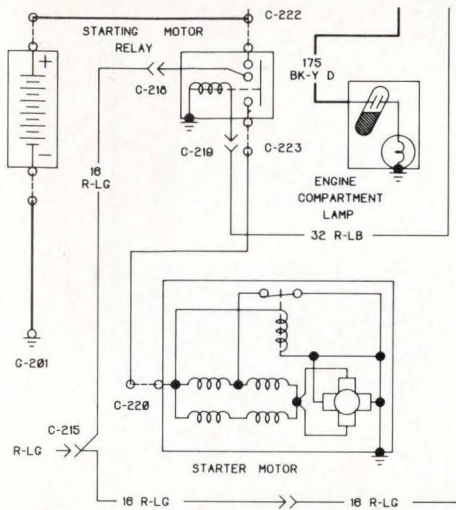 C-222
STARTING MOTOR
RELAY
175
BK-Y D
+
C-218
-
C-219
C-223
16
R-LG
ENGINE
COMPARTMENT
LAMP
32 R-LB
G-201
C-220
C-215
R-LG
STARTER MOTOR
16 R-LG
16 R-LG